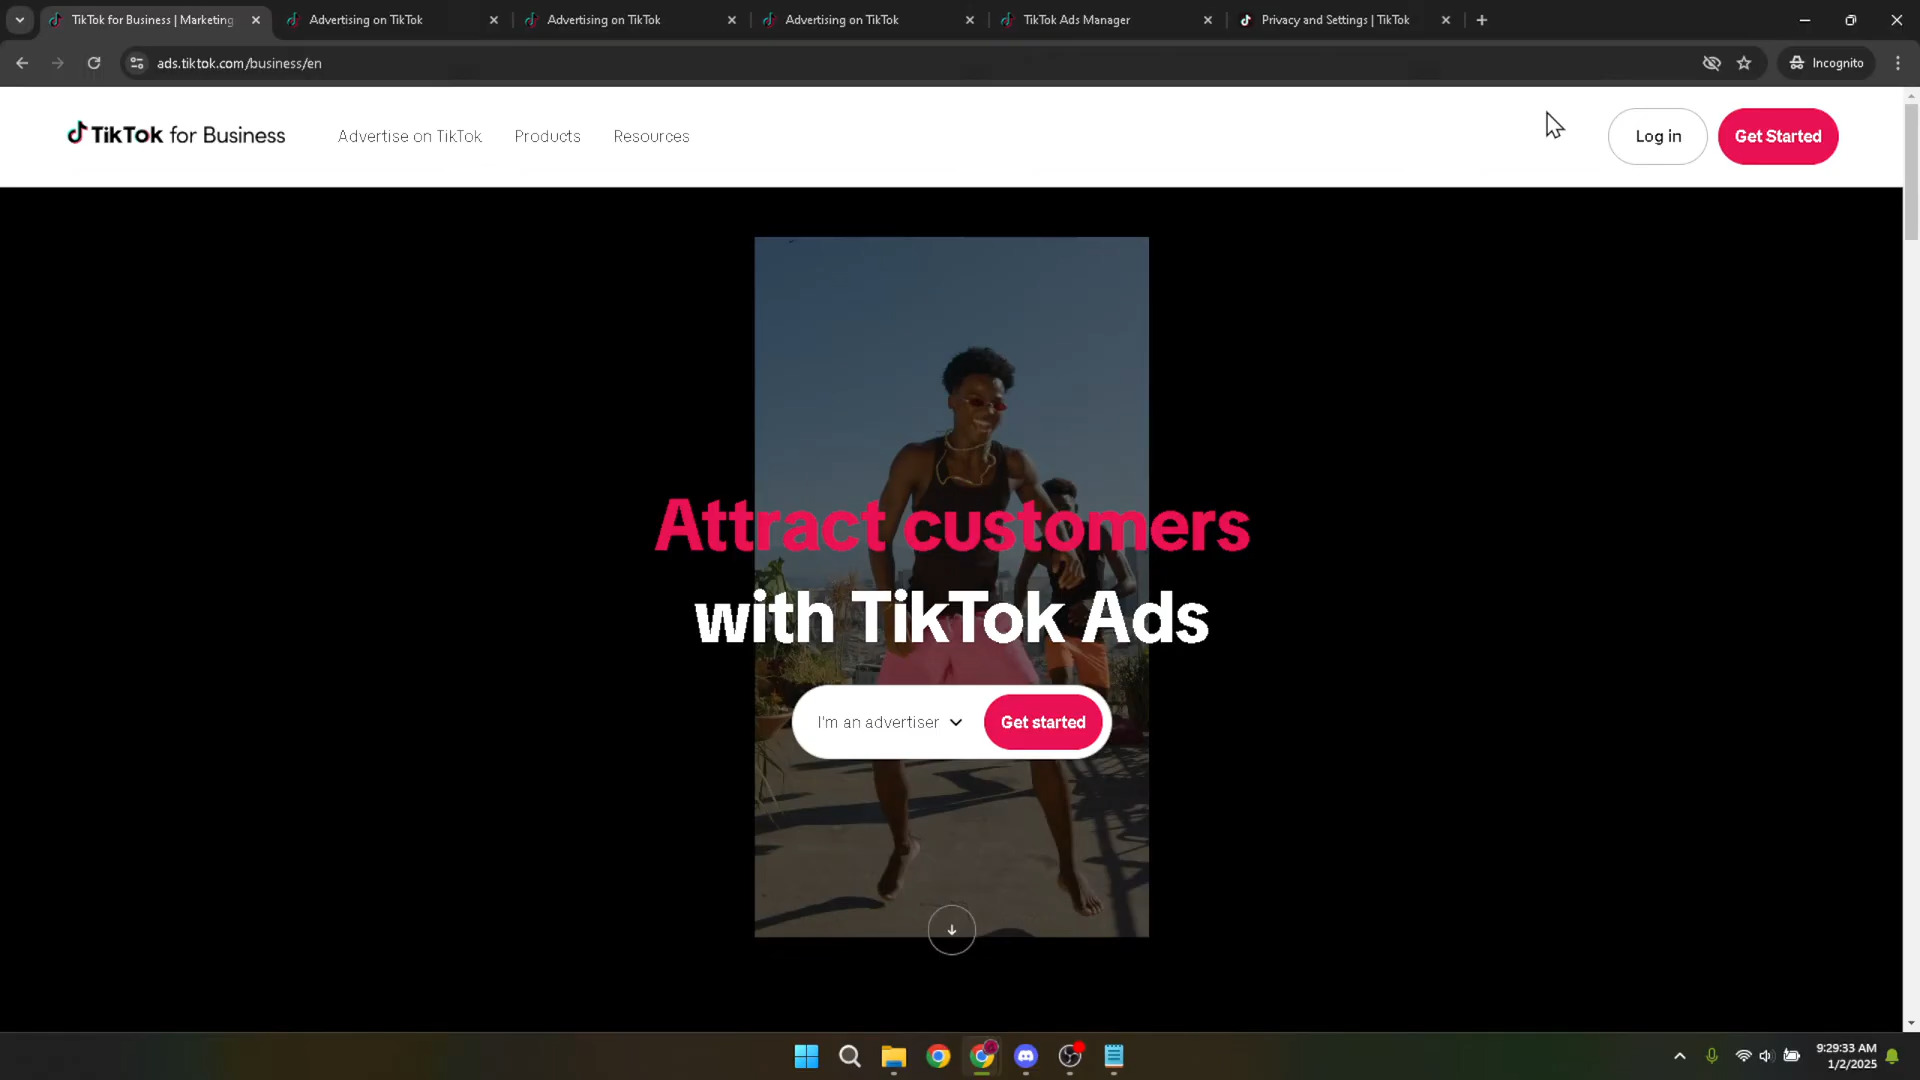 TikTok for Business | Marketing
Advertising on TikTok
Advertising on TikTok
Advertising on TikTok
TikTok Ads Manager
Privacy and Settings | TikTok
ads.tiktok.com/business/en
Incognito
TikTok for Business
Advertise on TikTok
Products
Resources
Log in
Get Started
Attract customers
with TikTok Ads
I'm an advertiser
Get started
9:29:33 AM
1/2/2025